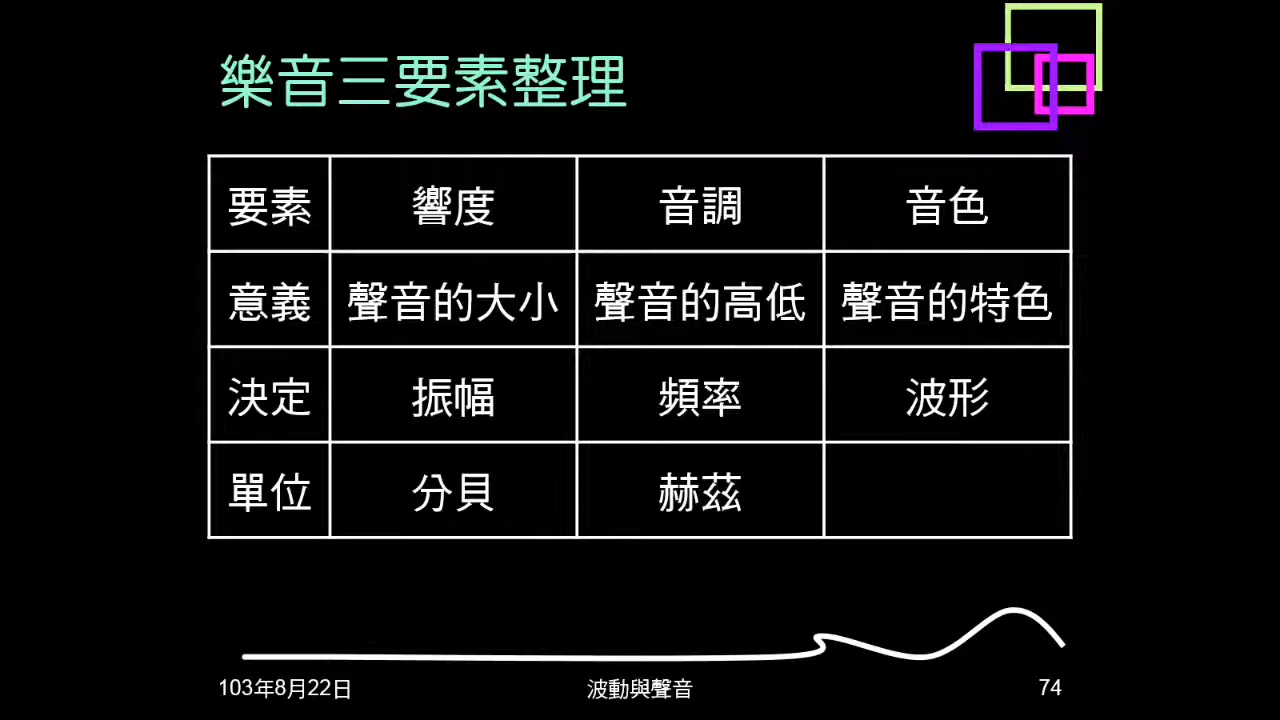 樂音三要素整理
要素 響度 音調 音色
意義 聲音的大小 聲音的高低 聲音的特色
決定 振幅 頻率 波形
單位 分貝 赫茲
103年8月22日 波動與聲音 74